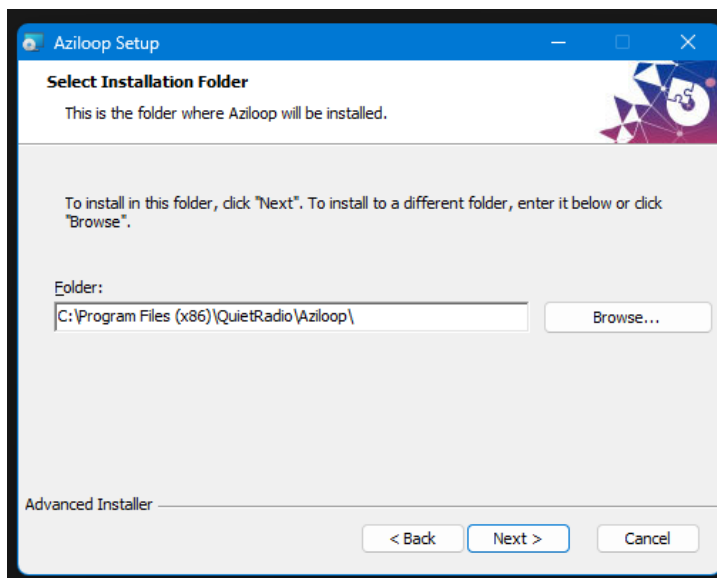 Aziloop Setup
Select Installation Folder
This is the folder where Aziloop will be installed.
To install in this folder, click "Next". To install to a different folder, enter it below or click
"Browse".
Folder:
C:\Program Files (x86)\QuietRadio\Aziloop\
Browse...
Advanced Installer
< Back
Next >
Cancel